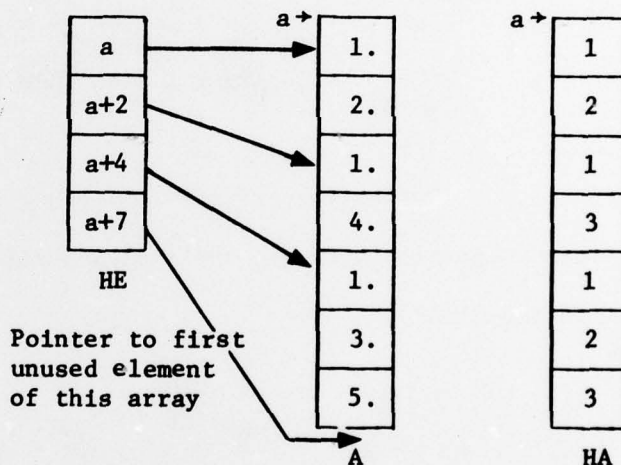 a→
a→
a
a+2
a+4
a+7
HE
Pointer to first
unused element
of this array
1.
2.
1.
4.
1.
3.
5.
A
1
2
1
3
1
2
3
HA